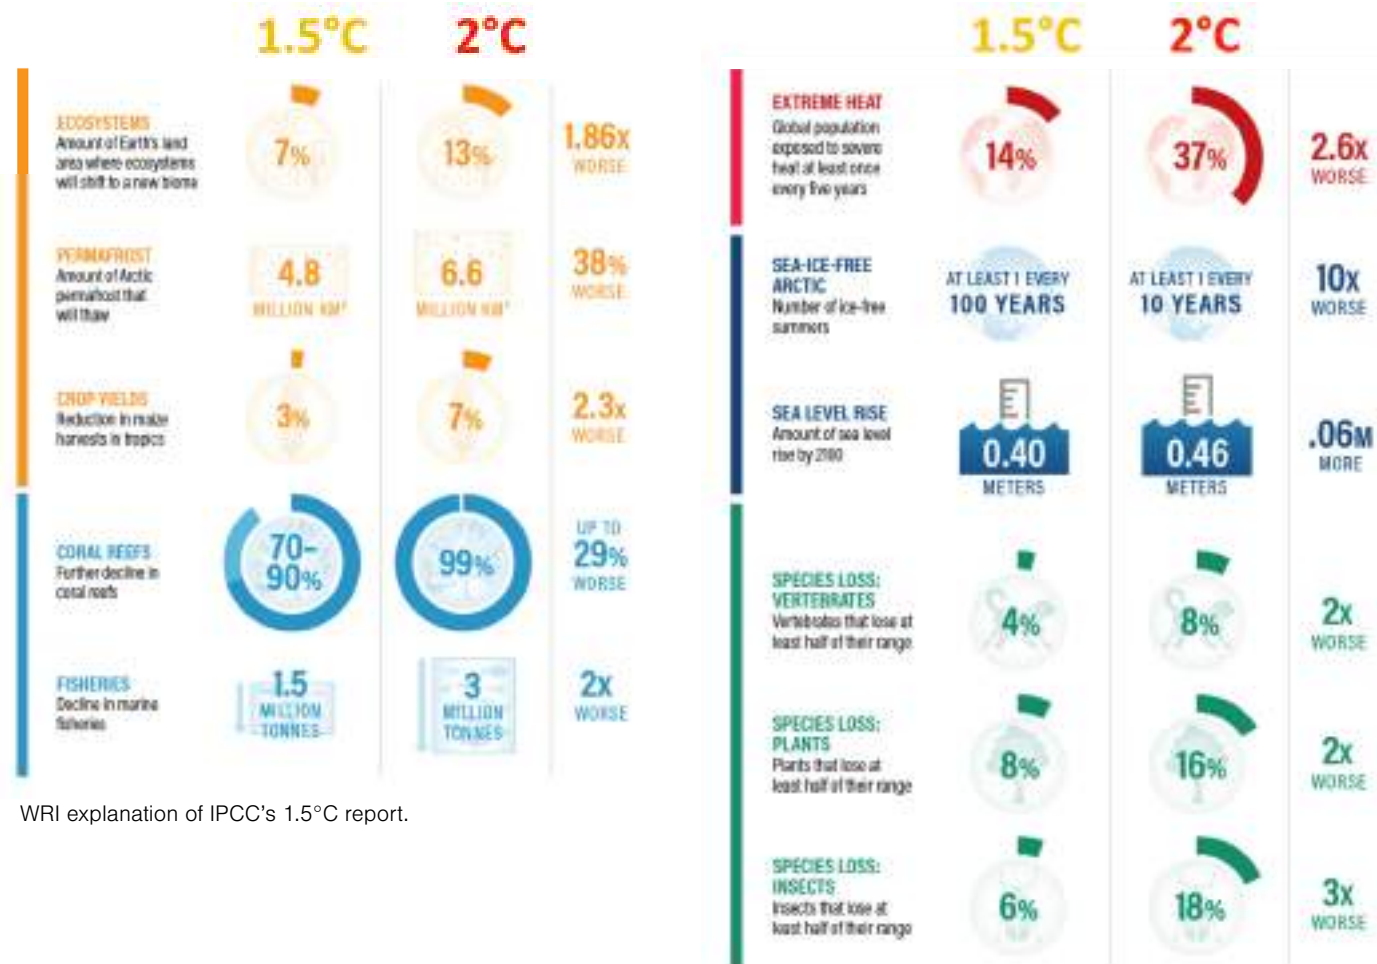 1.5°C
2°C
ECOSYSTEMS
Amount of Earth's land
area where ecosystems
will shift to a new biome
7%
13%
1.86x
WORSE
PERMAFROST
Amount of Arctic
permafrost that
will thaw
4.8
MILLION KM²
6.6
MILLION KM²
38%
WORSE
CROP YIELDS
Reduction in maize
harvests in tropics
3%
7%
2.3x
WORSE
CORAL REEFS
Further decline in
coral reefs
70-
90%
99%
UP TO
29%
WORSE
FISHERIES
Decline in marine
fisheries
1.5
MILLION
TONNES
3
MILLION
TONNES
2x
WORSE
WRI explanation of IPCC's 1.5°C report.
1.5°C
2°C
EXTREME HEAT
Global population
exposed to severe
heat at least once
every five years
14%
37%
2.6x
WORSE
SEA-ICE-FREE
ARCTIC
Number of ice-free
summers
AT LEAST 1 EVERY
100 YEARS
AT LEAST 1 EVERY
10 YEARS
10x
WORSE
SEA LEVEL RISE
Amount of sea level
rise by 2100
0.40
METERS
0.46
METERS
.06M
MORE
SPECIES LOSS:
VERTEBRATES
Vertebrates that lose at
least half of their range
4%
8%
2x
WORSE
SPECIES LOSS:
PLANTS
Plants that lose at
least half of their range
8%
16%
2x
WORSE
SPECIES LOSS:
INSECTS
Insects that lose at
least half of their range
6%
18%
3x
WORSE